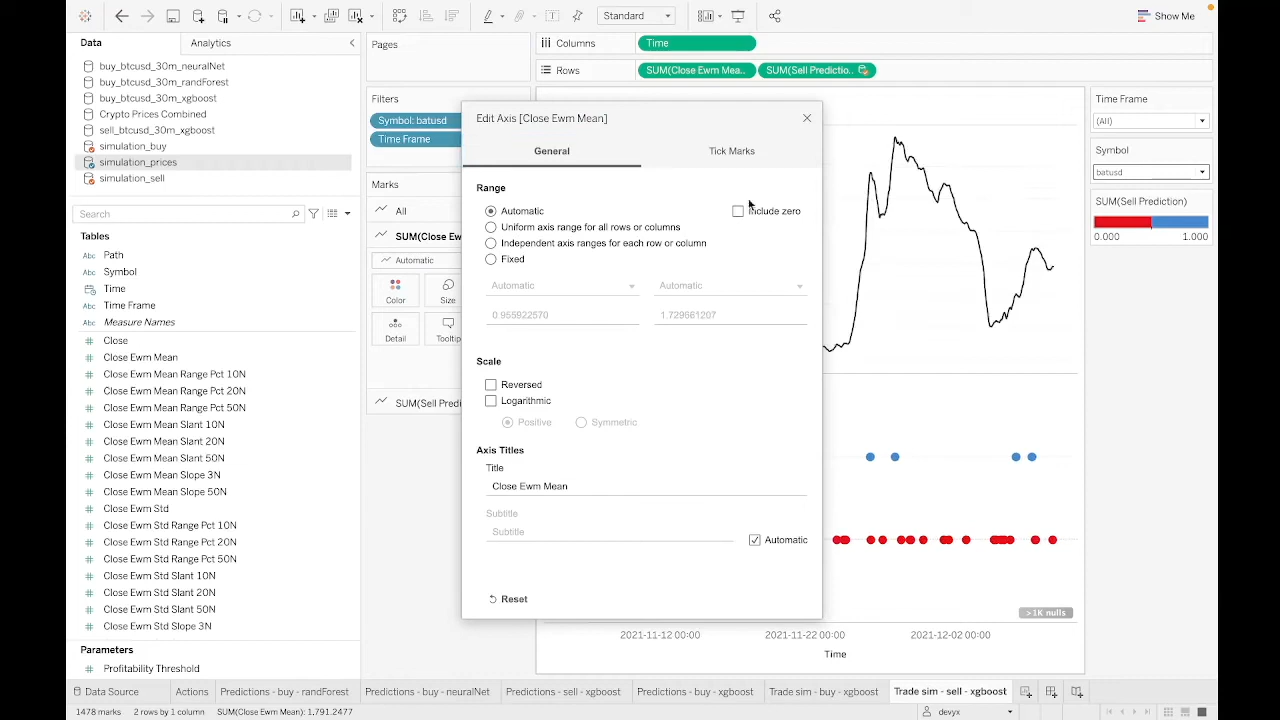 Standard
Show Me
Data
Analytics
buy_btcusd_30m_neuralNet
buy_btcusd_30m_randForest
buy_btcusd_30m_xgboost
Crypto Prices Combined
sell_btcusd_30m_xgboost
simulation_buy
simulation_prices
simulation_sell
Search
Tables
Abc Path
Abc Symbol
Time
Abc Time Frame
Abc Measure Names
# Close
# Close Ewm Mean
# Close Ewm Mean Range Pct 10N
# Close Ewm Mean Range Pct 20N
# Close Ewm Mean Range Pct 50N
# Close Ewm Mean Slant 10N
# Close Ewm Mean Slant 20N
# Close Ewm Mean Slant 50N
# Close Ewm Mean Slope 3N
# Close Ewm Mean Slope 50N
# Close Ewm Std
# Close Ewm Std Range Pct 10N
# Close Ewm Std Range Pct 20N
# Close Ewm Std Range Pct 50N
# Close Ewm Std Slant 10N
# Close Ewm Std Slant 20N
# Close Ewm Std Slant 50N
# Close Ewm Std Slope 3N
Parameters
# Profitability Threshold
Pages
Filters
Symbol: batusd
Time Frame
Marks
All
SUM(Close Ew
Automatic
Color
Size
Detail
Tooltip
SUM(Sell Predi
Columns
Time
Rows
SUM(Close Ewm Mea..
SUM(Sell Predictio..
Edit Axis [Close Ewm Mean]
General
Tick Marks
Range
Automatic
Include zero
Uniform axis range for all rows or columns
Independent axis ranges for each row or column
Fixed
Automatic
Automatic
0.955922570
1.729661207
Scale
Reversed
Logarithmic
Positive
Symmetric
Axis Titles
Title
Close Ewm Mean
Subtitle
Subtitle
Automatic
Reset
>1K nulls
2021-11-12 00:00
2021-11-22 00:00
2021-12-02 00:00
Time
Time Frame
(All)
Symbol
batusd
SUM(Sell Prediction)
0.000
1.000
Data Source
Actions
Predictions - buy - randForest
Predictions - buy - neuralNet
Predictions - sell - xgboost
Predictions - buy - xgboost
Trade sim - buy - xgboost
Trade sim - sell - xgboost
1478 marks
2 rows by 1 column
SUM(Close Ewm Mean): 1,791.2477
devyx